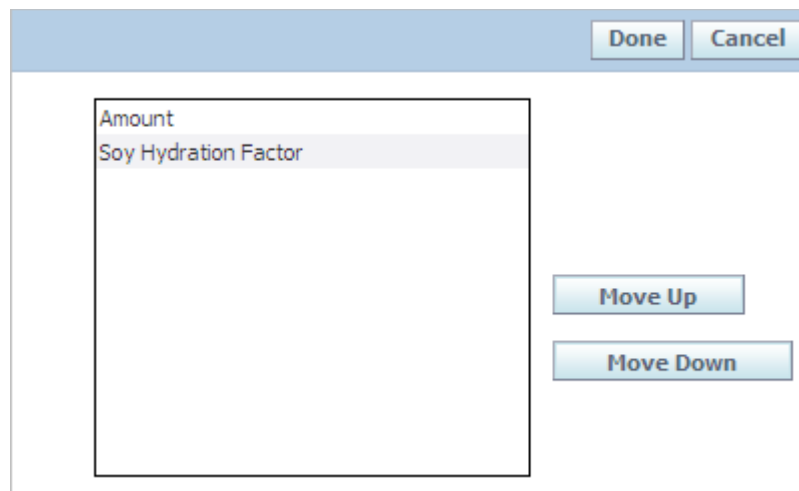 Done Cancel
Amount
Soy Hydration Factor
Move Up
Move Down